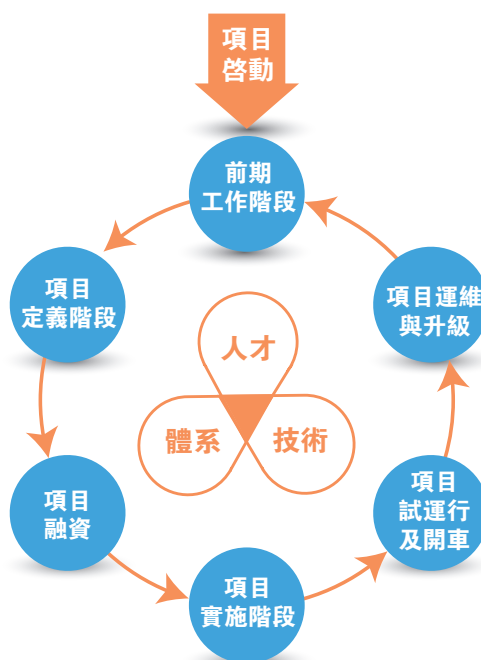 項目
啓動
前期
工作階段
項目
定義階段
項目
融資
項目
實施階段
項目
試運行
及開車
項目運維
與升級
人才
體系
技術